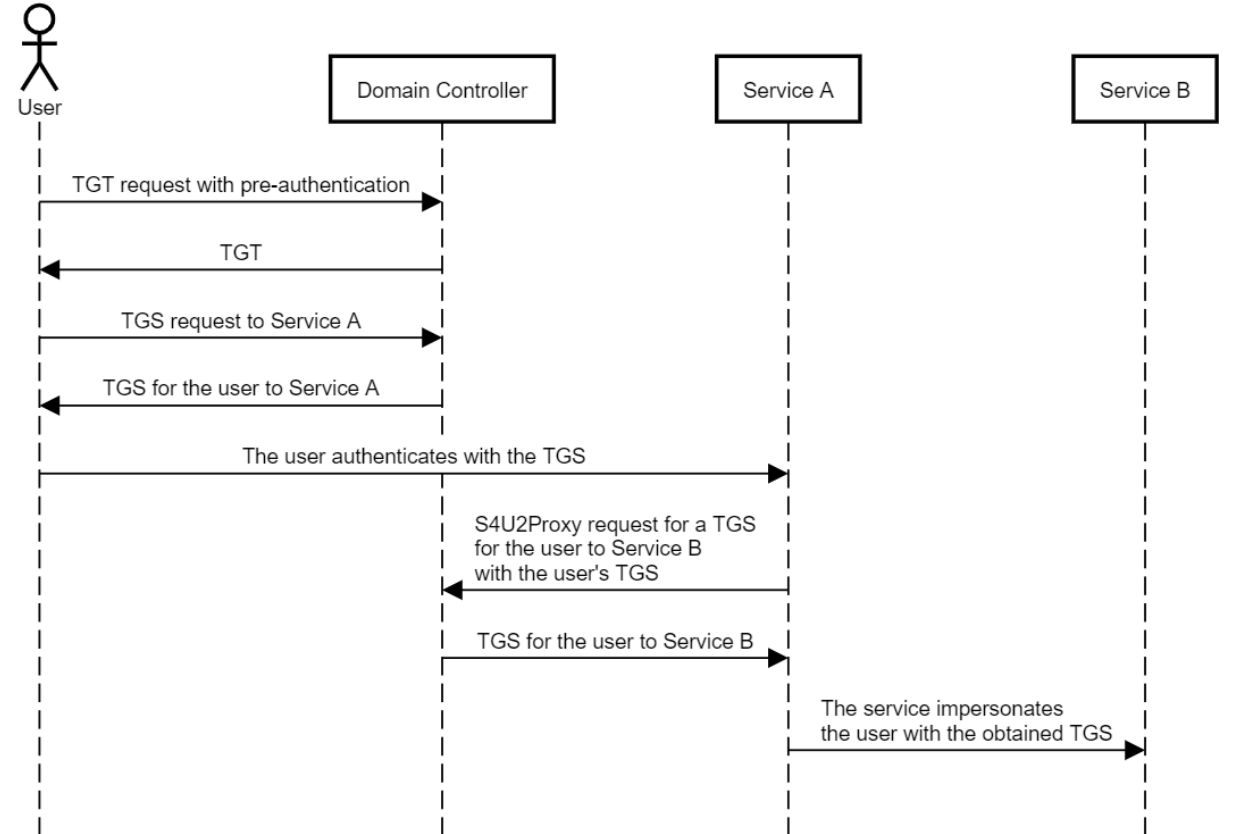 User
Domain Controller
Service A
Service B
TGT request with pre-authentication
TGT
TGS request to Service A
TGS for the user to Service A
The user authenticates with the TGS
S4U2Proxy request for a TGS
for the user to Service B
with the user's TGS
TGS for the user to Service B
The service impersonates
the user with the obtained TGS